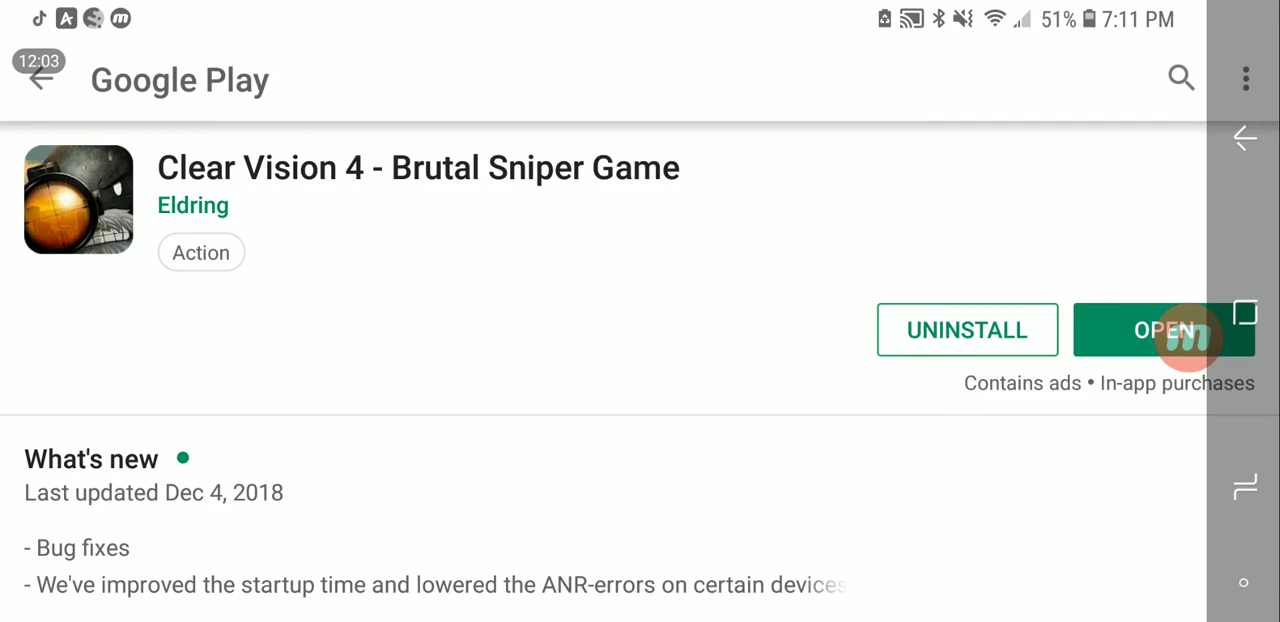 51% 7:11 PM
12:03
Google Play
Clear Vision 4 - Brutal Sniper Game
Eldring
Action
UNINSTALL
OPEN
m
Contains ads • In-app purchases
What's new
Last updated Dec 4, 2018
- Bug fixes
- We've improved the startup time and lowered the ANR-errors on certain devices